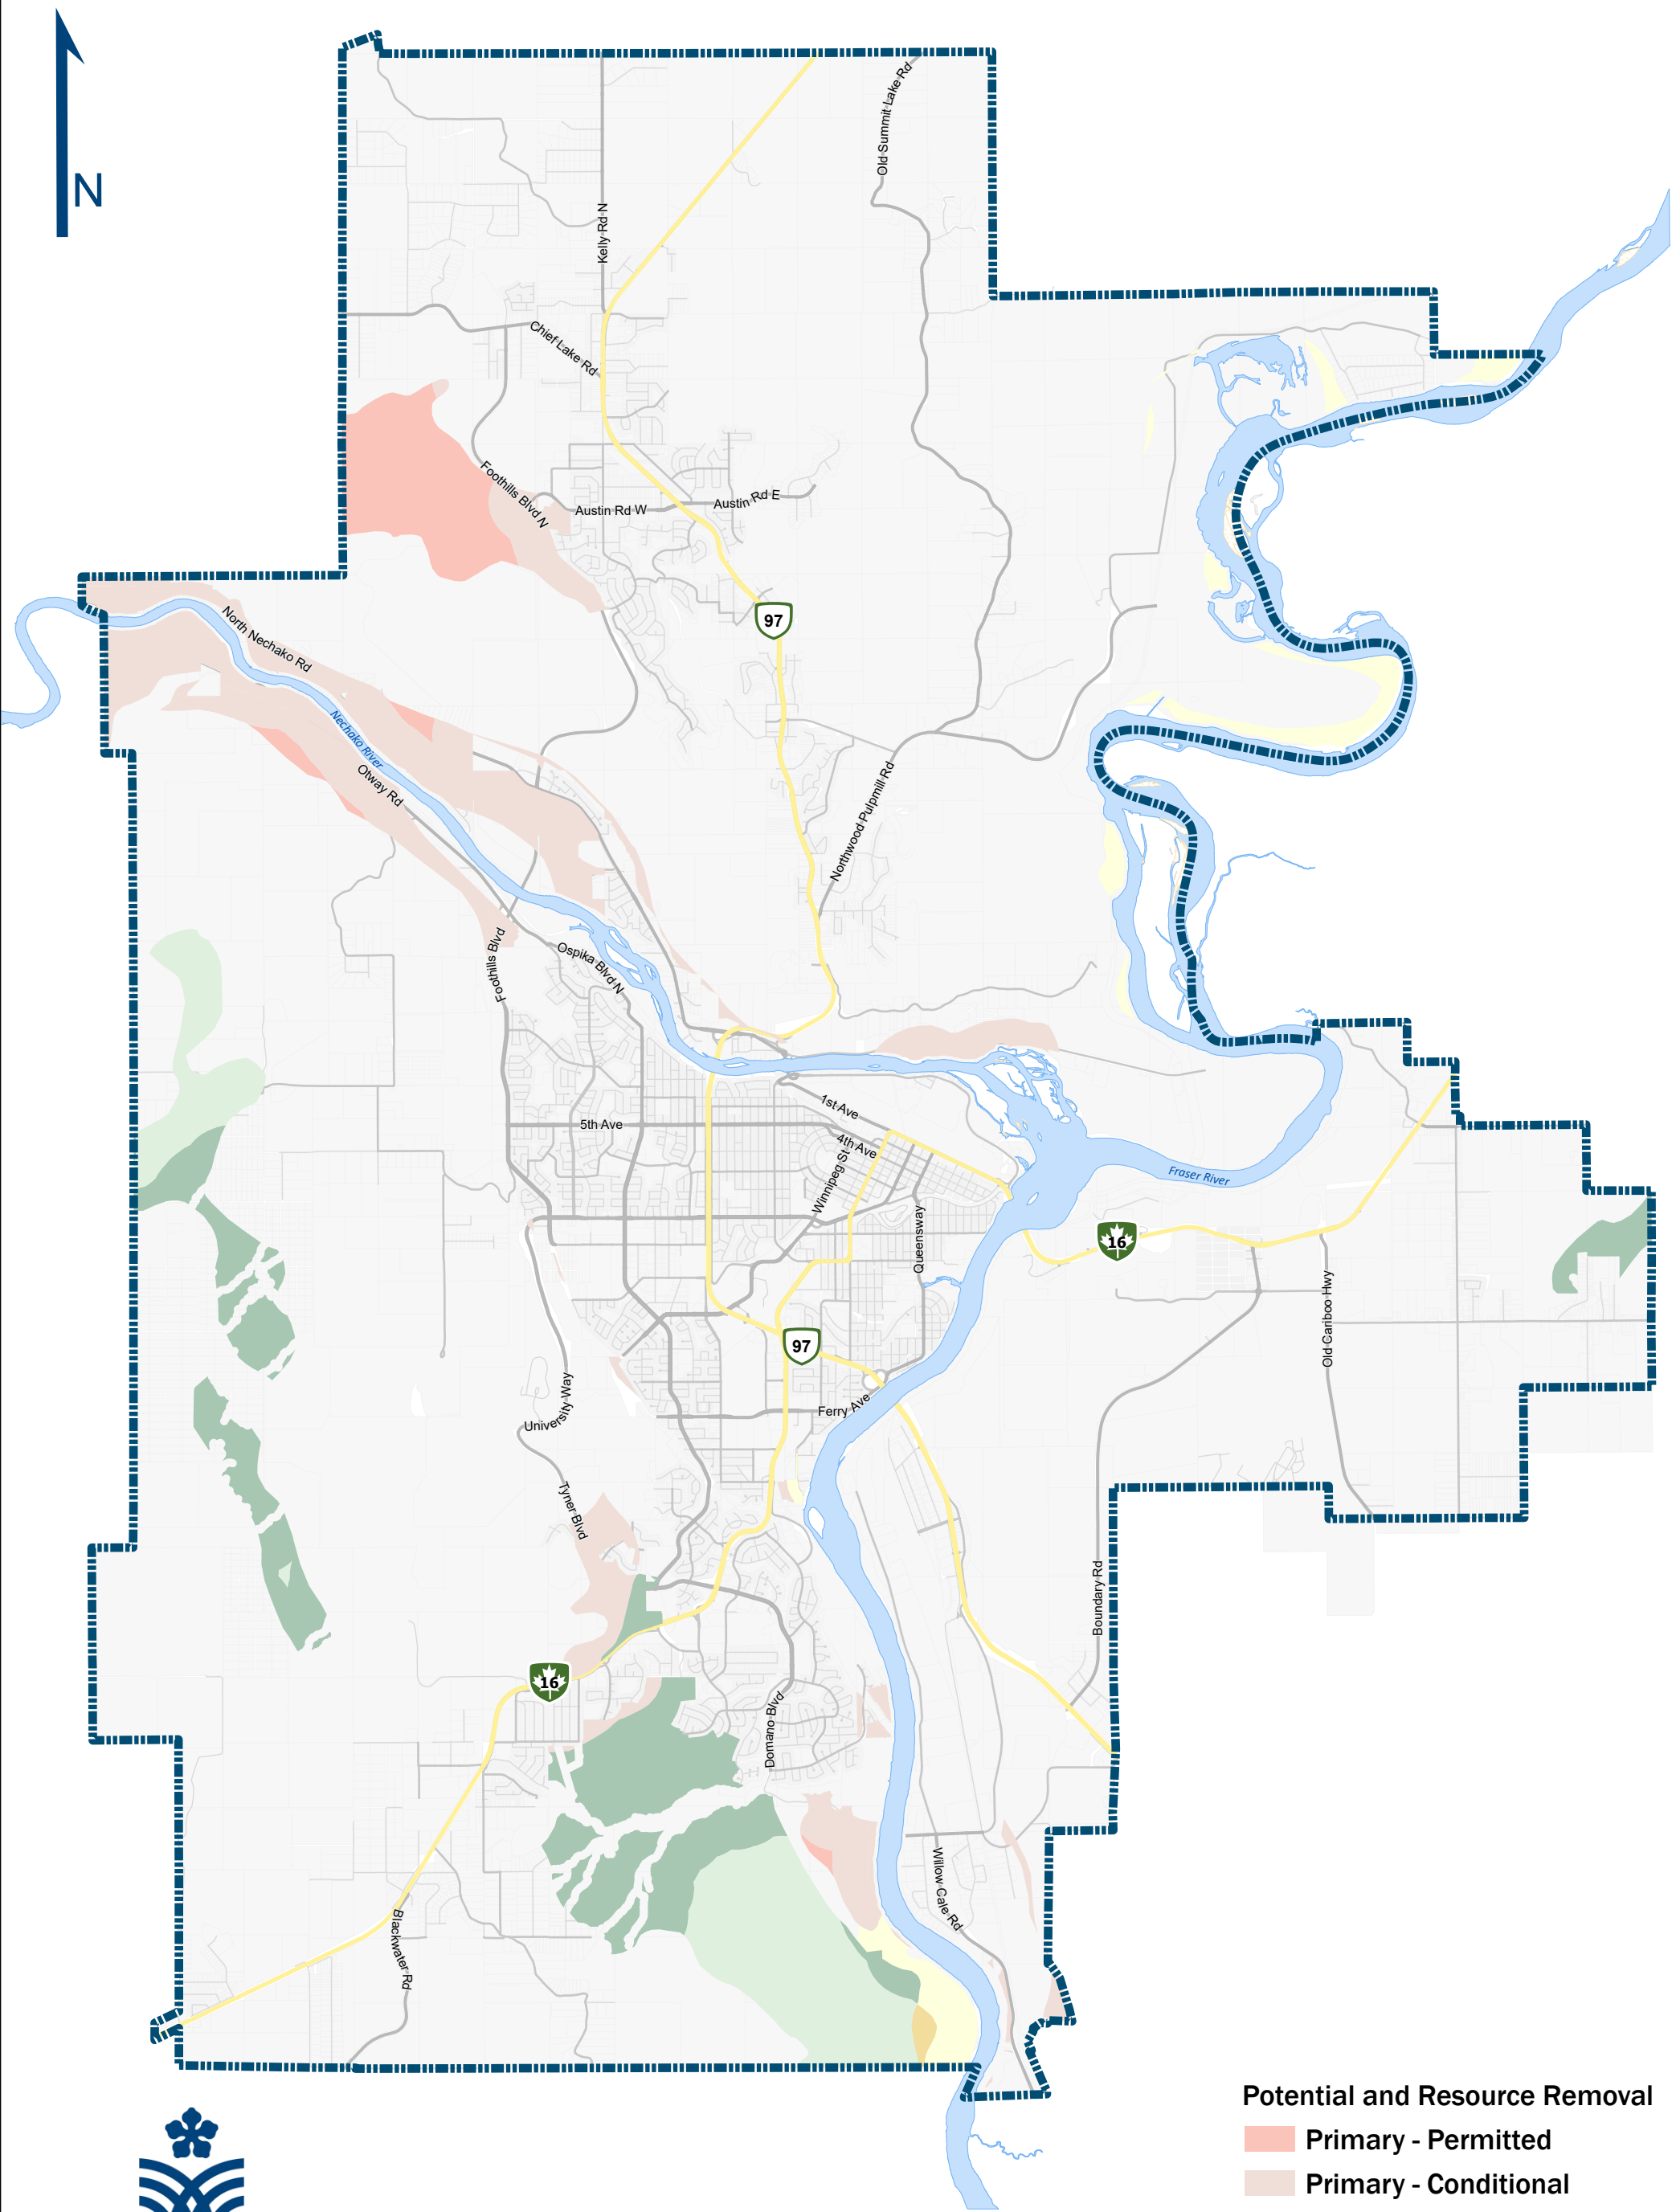 N
Old Summit Lake Rd
Kelly Rd N
Chief Lake Rd
Foothills Blvd N
Austin Rd W
Austin Rd E
97
North Nechako Rd
Nechako River
Otway Rd
Northwood Pulpmill Rd
Foothills Blvd
Ospika Blvd N
1st Ave
5th Ave
4th Ave
Winnipeg St
Fraser River
Queensway
16
Old Cariboo Hwy
97
University Way
Ferry Ave
Tyner Blvd
Boundary Rd
16
Domano Blvd
Willow Cale Rd
Blackwater Rd
Potential and Resource Removal
Primary - Permitted
Primary - Conditional